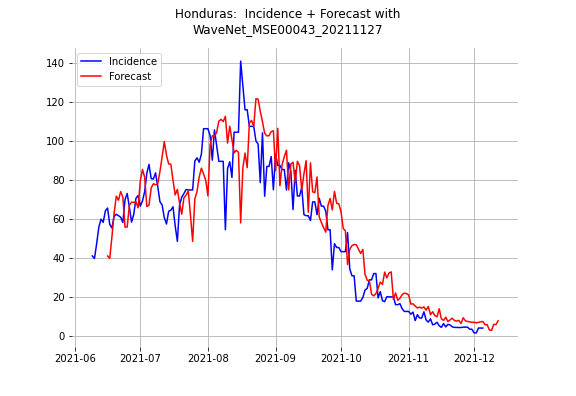 Honduras:  Incidence + Forecast with
WaveNet_MSE00043_20211127
Incidence
Forecast
140
120
100
80
60
40
20
0
2021-06 2021-07 2021-08 2021-09 2021-10 2021-11 2021-12